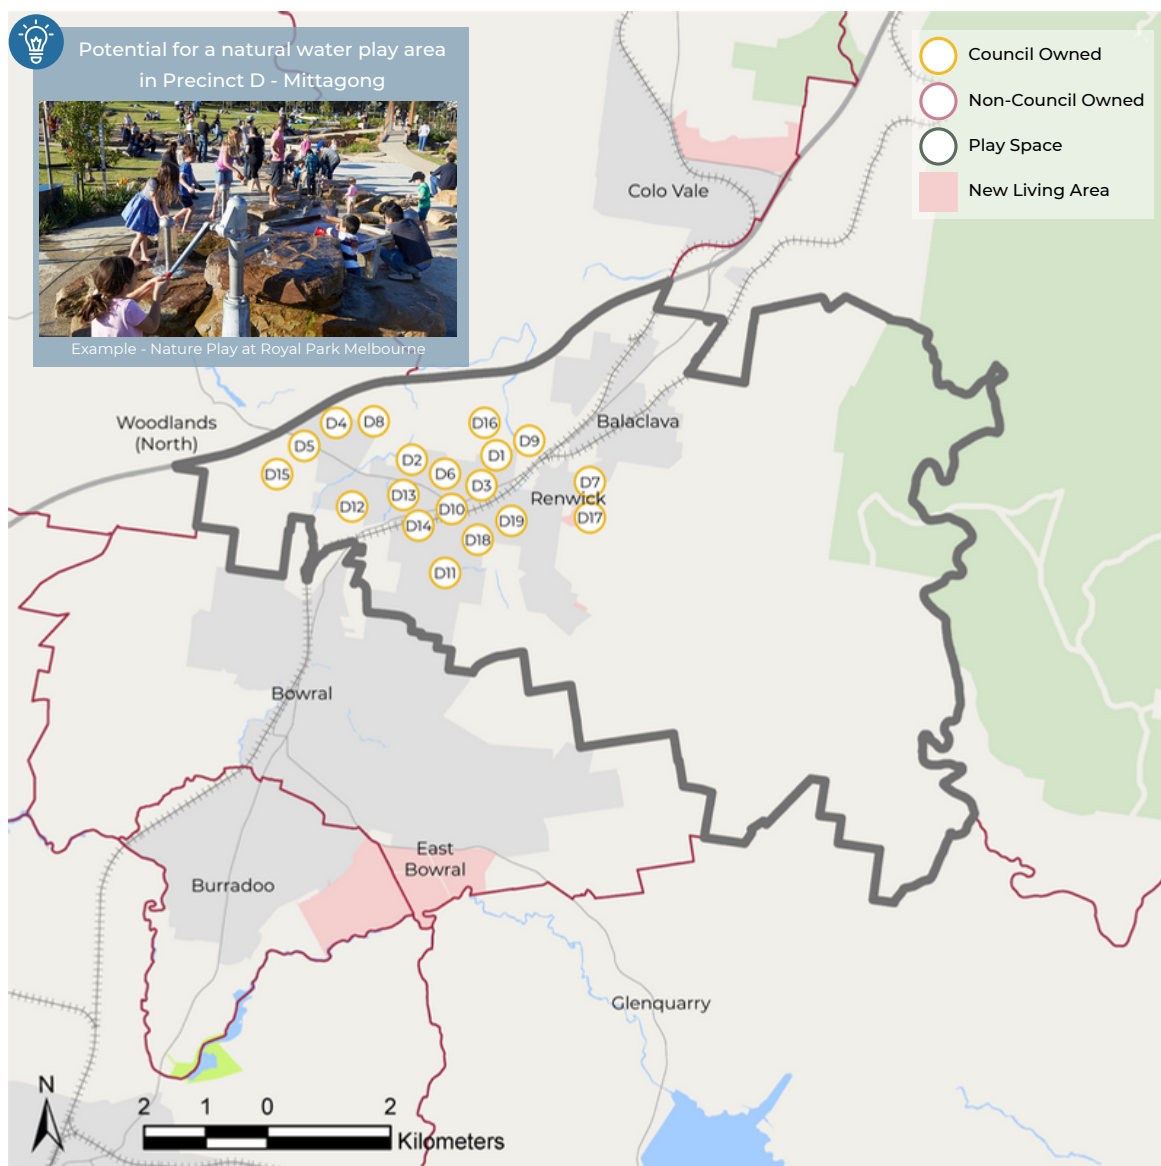 Potential for a natural water play area
in Precinct D - Mittagong
Example - Nature Play at Royal Park Melbourne
Council Owned
Non-Council Owned
Play Space
New Living Area
Colo Vale
Woodlands
(North)
Balaclava
D4
D8
D16
D5
D9
D1
D2
D15
D6
D7
D3
D13
Renwick
D12
D10
D17
D14
D19
D18
D11
Bowral
East
Bowral
Burradoo
Glenquarry
N
2 1 0 2
Kilometers